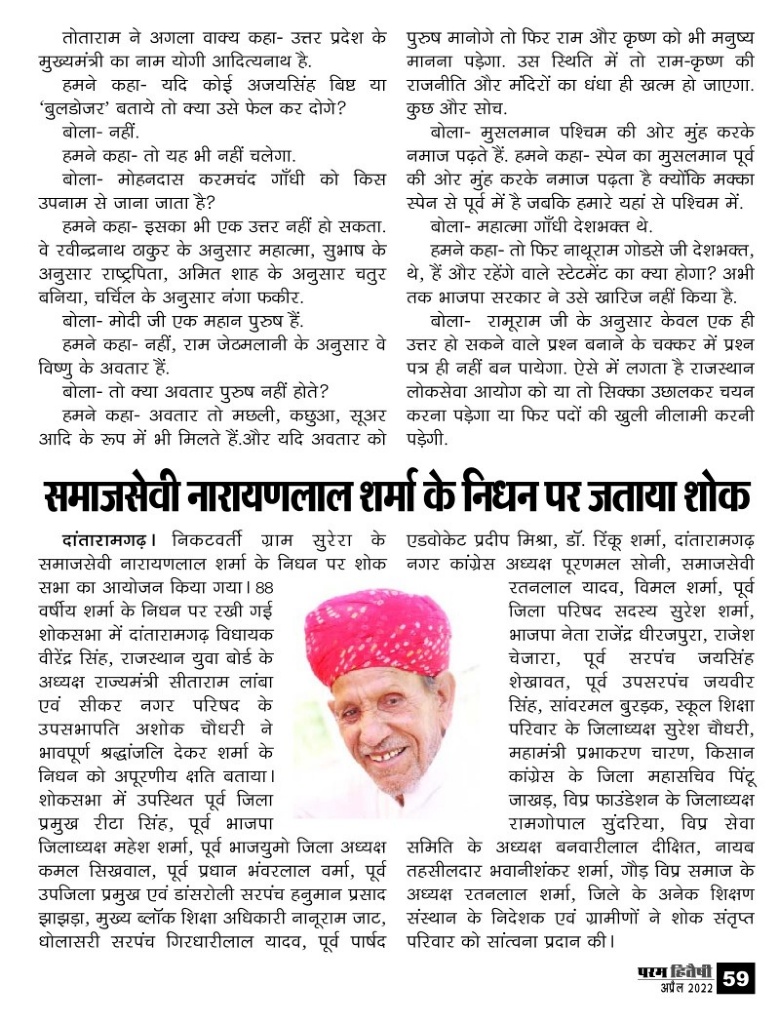 तोताराम ने अगला वाक्य कहा- उत्तर प्रदेश के
मुख्यमंत्री का नाम योगी आदित्यनाथ है.
हमने कहा- यदि कोई अजयसिंह बिष्ट या
‘बुलडोजर’ बताये तो क्या उसे फेल कर दोगे?
बोला- नहीं.
हमने कहा- तो यह भी नहीं चलेगा.
बोला- मोहनदास करमचंद गाँधी को किस
उपनाम से जाना जाता है?
हमने कहा- इसका भी एक उत्तर नहीं हो सकता.
वे रवीन्द्रनाथ ठाकुर के अनुसार महात्मा, सुभाष के
अनुसार राष्ट्रपिता, अमित शाह के अनुसार चतुर
बनिया, चर्चिल के अनुसार नंगा फकीर.
बोला- मोदी जी एक महान पुरुष हैं.
हमने कहा- नहीं, राम जेठमलानी के अनुसार वे
विष्णु के अवतार हैं.
बोला- तो क्या अवतार पुरुष नहीं होते?
हमने कहा- अवतार तो मछली, कछुआ, सूअर
आदि के रूप में भी मिलते हैं.और यदि अवतार को
पुरुष मानोगे तो फिर राम और कृष्ण को भी मनुष्य
मानना पड़ेगा. उस स्थिति में तो राम-कृष्ण की
राजनीति और मंदिरों का धंधा ही खत्म हो जाएगा.
कुछ और सोच.
बोला- मुसलमान पश्चिम की ओर मुंह करके
नमाज पढ़ते हैं. हमने कहा- स्पेन का मुसलमान पूर्व
की ओर मुंह करके नमाज पढ़ता है क्योंकि मक्का
स्पेन से पूर्व में है जबकि हमारे यहां से पश्चिम में.
बोला- महात्मा गाँधी देशभक्त थे.
हमने कहा- तो फिर नाथूराम गोडसे जी देशभक्त,
थे, हैं और रहेंगे वाले स्टेटमेंट का क्या होगा? अभी
तक भाजपा सरकार ने उसे खारिज नहीं किया है.
बोला- रामूराम जी के अनुसार केवल एक ही
उत्तर हो सकने वाले प्रश्न बनाने के चक्कर में प्रश्न
पत्र ही नहीं बन पायेगा. ऐसे में लगता है राजस्थान
लोकसेवा आयोग को या तो सिक्का उछालकर चयन
करना पड़ेगा या फिर पदों की खुली नीलामी करनी
पड़ेगी.
समाजसेवी नारायणलाल शर्मा के निधन पर जताया शोक
दांतारामगढ़। निकटवर्ती ग्राम सुरेरा के
समाजसेवी नारायणलाल शर्मा के निधन पर शोक
सभा का आयोजन किया गया। 88
वर्षीय शर्मा के निधन पर रखी गई
शोकसभा में दांतारामगढ़ विधायक
वीरेंद्र सिंह, राजस्थान युवा बोर्ड के
अध्यक्ष राज्यमंत्री सीताराम लांबा
एवं सीकर नगर परिषद के
उपसभापति अशोक चौधरी ने
भावपूर्ण श्रद्धांजलि देकर शर्मा के
निधन को अपूरणीय क्षति बताया।
शोकसभा में उपस्थित पूर्व जिला
प्रमुख रीटा सिंह, पूर्व भाजपा
जिलाध्यक्ष महेश शर्मा, पूर्व भाजयुमो जिला अध्यक्ष
कमल सिखवाल, पूर्व प्रधान भंवरलाल वर्मा, पूर्व
उपजिला प्रमुख एवं डांसरोली सरपंच हनुमान प्रसाद
झाझड़ा, मुख्य ब्लॉक शिक्षा अधिकारी नानूराम जाट,
धोलासरी सरपंच गिरधारीलाल यादव, पूर्व पार्षद
एडवोकेट प्रदीप मिश्रा, डॉ. रिंकू शर्मा, दांतारामगढ़
नगर कांग्रेस अध्यक्ष पूरणमल सोनी, समाजसेवी
रतनलाल यादव, विमल शर्मा, पूर्व
जिला परिषद सदस्य सुरेश शर्मा,
भाजपा नेता राजेंद्र धीरजपुरा, राजेश
चेजारा, पूर्व सरपंच जयसिंह
शेखावत, पूर्व उपसरपंच जयवीर
सिंह, सांवरमल बुरड़क, स्कूल शिक्षा
परिवार के जिलाध्यक्ष सुरेश चौधरी,
महामंत्री प्रभाकरण चारण, किसान
कांग्रेस के जिला महासचिव पिंटू
जाखड़, विप्र फाउंडेशन के जिलाध्यक्ष
रामगोपाल सुंदरिया, विप्र सेवा
समिति के अध्यक्ष बनवारीलाल दीक्षित, नायब
तहसीलदार भवानीशंकर शर्मा, गौड़ विप्र समाज के
अध्यक्ष रतनलाल शर्मा, जिले के अनेक शिक्षण
संस्थान के निदेशक एवं ग्रामीणों ने शोक संतृप्त
परिवार को सांत्वना प्रदान की।
परम हितैषी
अप्रैल 2022 59